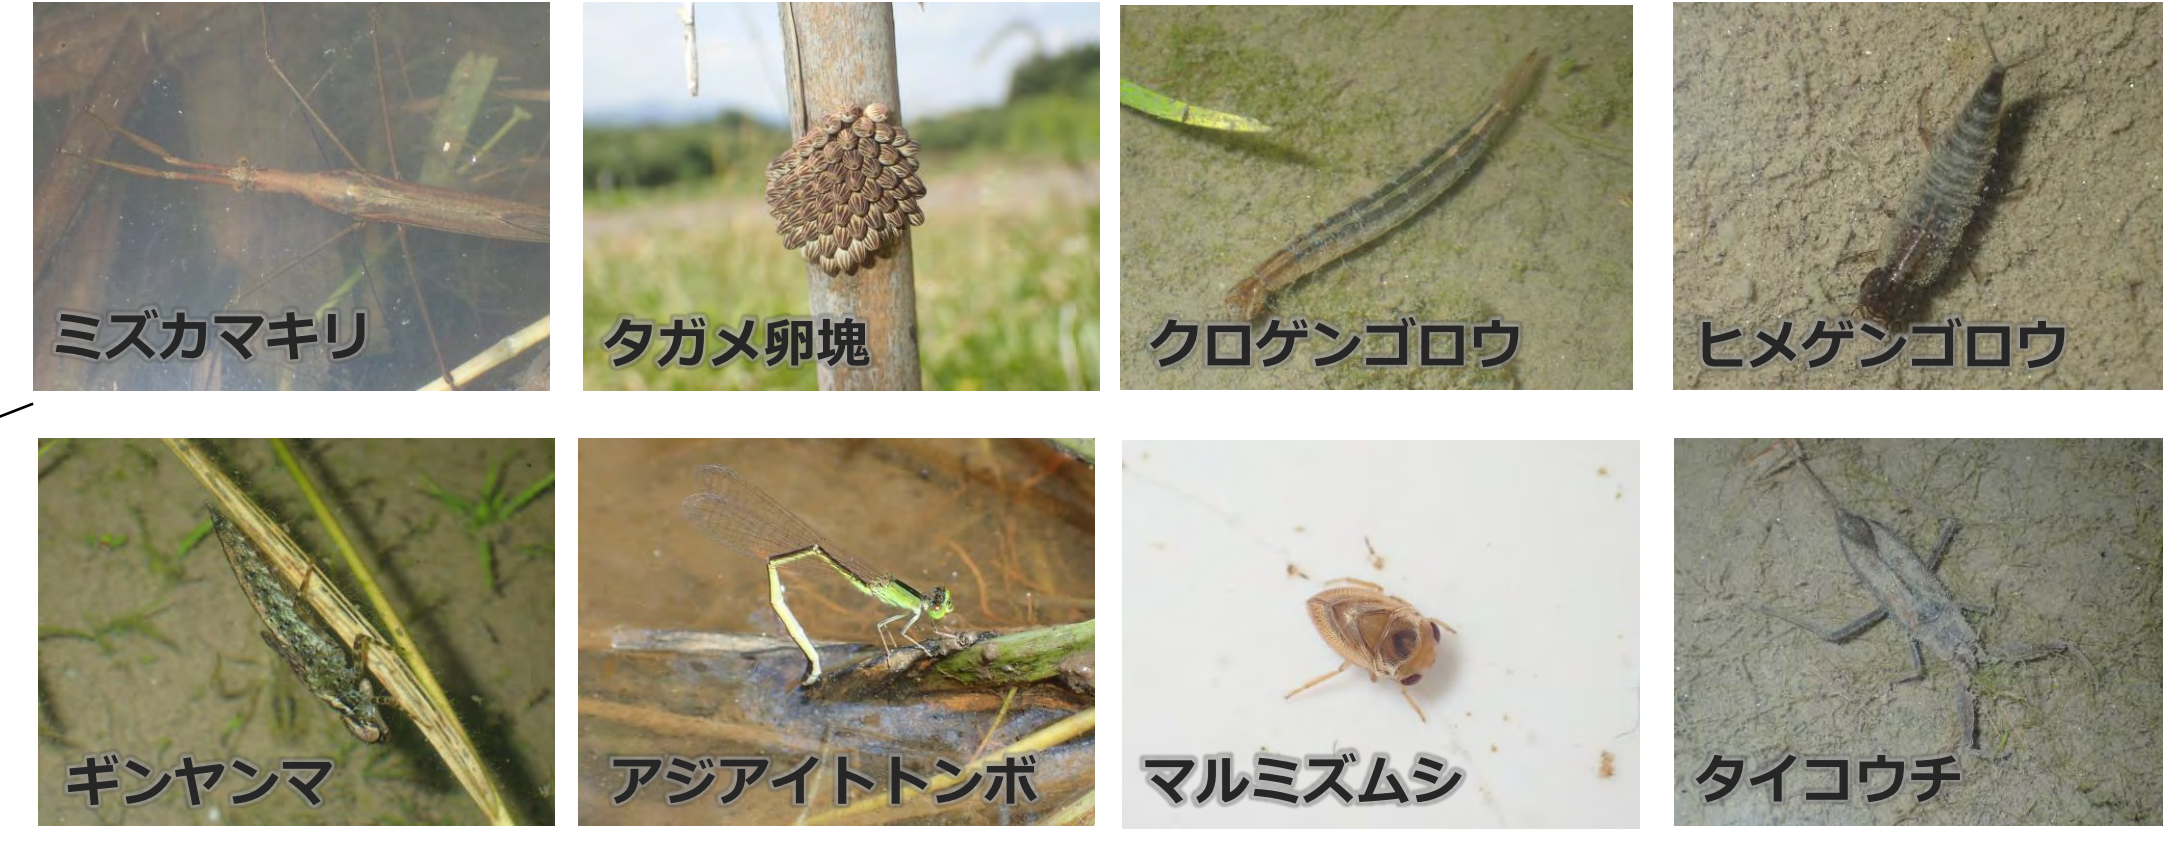 ミズカマキリ
タガメ卵塊
クロゲンゴロウ
ヒメゲンゴロウ
ギンヤンマ
アジアイトトンボ
マルミズムシ
タイコウチ